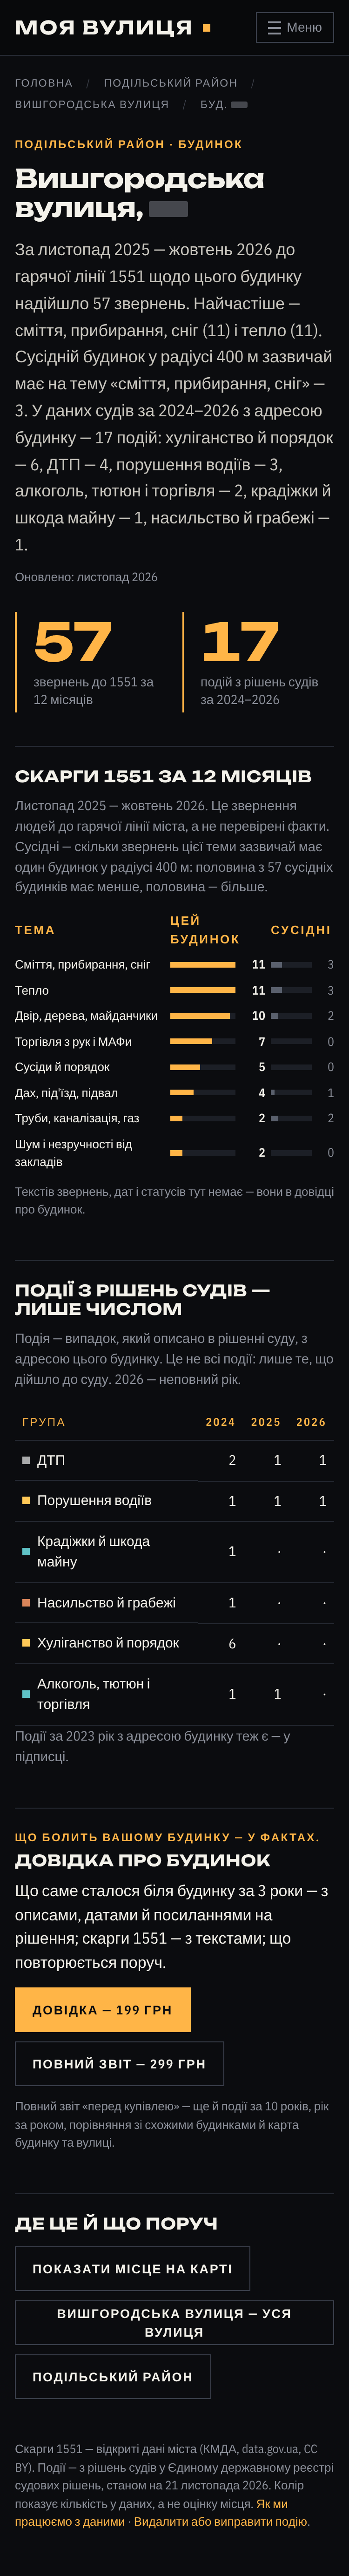 МОЯ ВУЛИЦЯ
Меню
ГОЛОВНА / ПОДІЛЬСЬКИЙ РАЙОН /
ВИШГОРОДСЬКА ВУЛИЦЯ / БУД.
ПОДІЛЬСЬКИЙ РАЙОН · БУДИНОК
Вишгородська
вулиця,
За листопад 2025 — жовтень 2026 до
гарячої лінії 1551 щодо цього будинку
надійшло 57 звернень. Найчастіше —
сміття, прибирання, сніг (11) і тепло (11).
Сусідній будинок у радіусі 400 м зазвичай
має на тему «сміття, прибирання, сніг» —
3. У даних судів за 2024–2026 з адресою
будинку — 17 подій: хуліганство й порядок
— 6, ДТП — 4, порушення водіїв — 3,
алкоголь, тютюн і торгівля — 2, крадіжки й
шкода майну — 1, насильство й грабежі —
1.
Оновлено: листопад 2026
57
звернень до 1551 за
12 місяців
17
подій з рішень судів
за 2024–2026
СКАРГИ 1551 ЗА 12 МІСЯЦІВ
Листопад 2025 — жовтень 2026. Це звернення
людей до гарячої лінії міста, а не перевірені факти.
Сусідні — скільки звернень цієї теми зазвичай має
один будинок у радіусі 400 м: половина з 57 сусідніх
будинків має менше, половина — більше.
ТЕМА ЦЕЙ БУДИНОК СУСІДНІ
Сміття, прибирання, сніг 11 3
Тепло 11 3
Двір, дерева, майданчики 10 2
Торгівля з рук і МАФи 7 0
Сусіди й порядок 5 0
Дах, під'їзд, підвал 4 1
Труби, каналізація, газ 2 2
Шум і незручності від
закладів 2 0
Текстів звернень, дат і статусів тут немає — вони в довідці
про будинок.
ПОДІЇ З РІШЕНЬ СУДІВ —
ЛИШЕ ЧИСЛОМ
Подія — випадок, який описано в рішенні суду, з
адресою цього будинку. Це не всі події: лише те, що
дійшло до суду. 2026 — неповний рік.
ГРУПА 2024 2025 2026
ДТП 2 1 1
Порушення водіїв 1 1 1
Крадіжки й шкода
майну 1 · ·
Насильство й грабежі 1 · ·
Хуліганство й порядок 6 · ·
Алкоголь, тютюн і
торгівля 1 1 ·
Події за 2023 рік з адресою будинку теж є — у
підписці.
ЩО БОЛИТЬ ВАШОМУ БУДИНКУ — У ФАКТАХ.
ДОВІДКА ПРО БУДИНОК
Що саме сталося біля будинку за 3 роки — з
описами, датами й посиланнями на
рішення; скарги 1551 — з текстами; що
повторюється поруч.
ДОВІДКА — 199 ГРН
ПОВНИЙ ЗВІТ — 299 ГРН
Повний звіт «перед купівлею» — ще й події за 10 років, рік
за роком, порівняння зі схожими будинками й карта
будинку та вулиці.
ДЕ ЦЕ Й ЩО ПОРУЧ
ПОКАЗАТИ МІСЦЕ НА КАРТІ
ВИШГОРОДСЬКА ВУЛИЦЯ — УСЯ
ВУЛИЦЯ
ПОДІЛЬСЬКИЙ РАЙОН
Скарги 1551 — відкриті дані міста (КМДА, data.gov.ua, CC
BY). Події — з рішень судів у Єдиному державному реєстрі
судових рішень, станом на 21 листопада 2026. Колір
показує кількість у даних, а не оцінку місця. Як ми
працюємо з даними · Видалити або виправити подію.